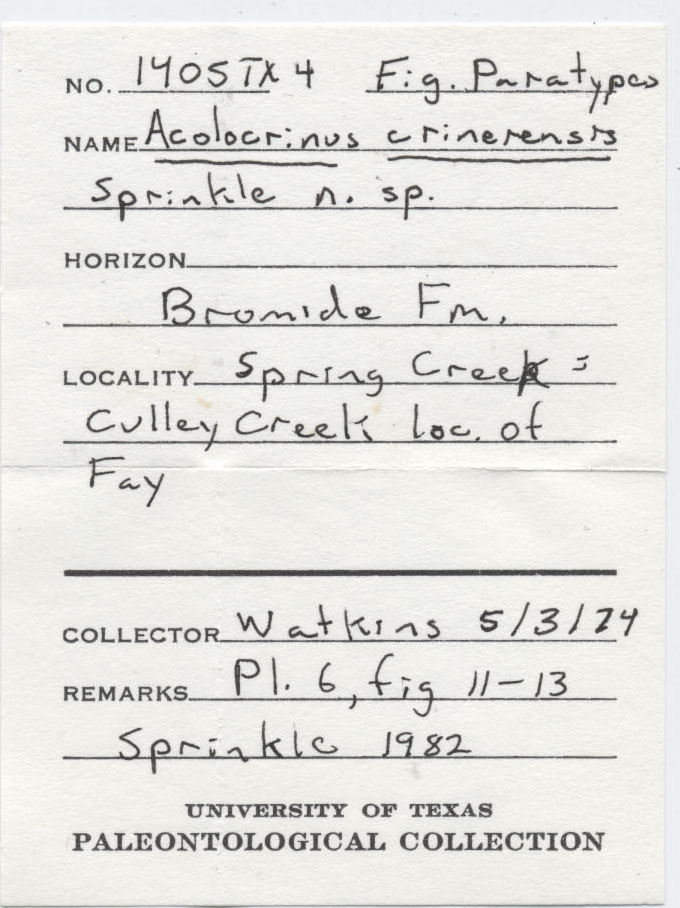 NO. 1405TX4 Fig. Paratypes
NAME Acolocrinus crinerensis
Sprinkle n. sp.
HORIZON
Bromide Fm.
LOCALITY Spring Creek =
Culley Creek loc. of
Fay
COLLECTOR Watkins 5/3/74
REMARKS Pl. 6, fig 11-13
Sprinkle 1982
UNIVERSITY OF TEXAS
PALEONTOLOGICAL COLLECTION